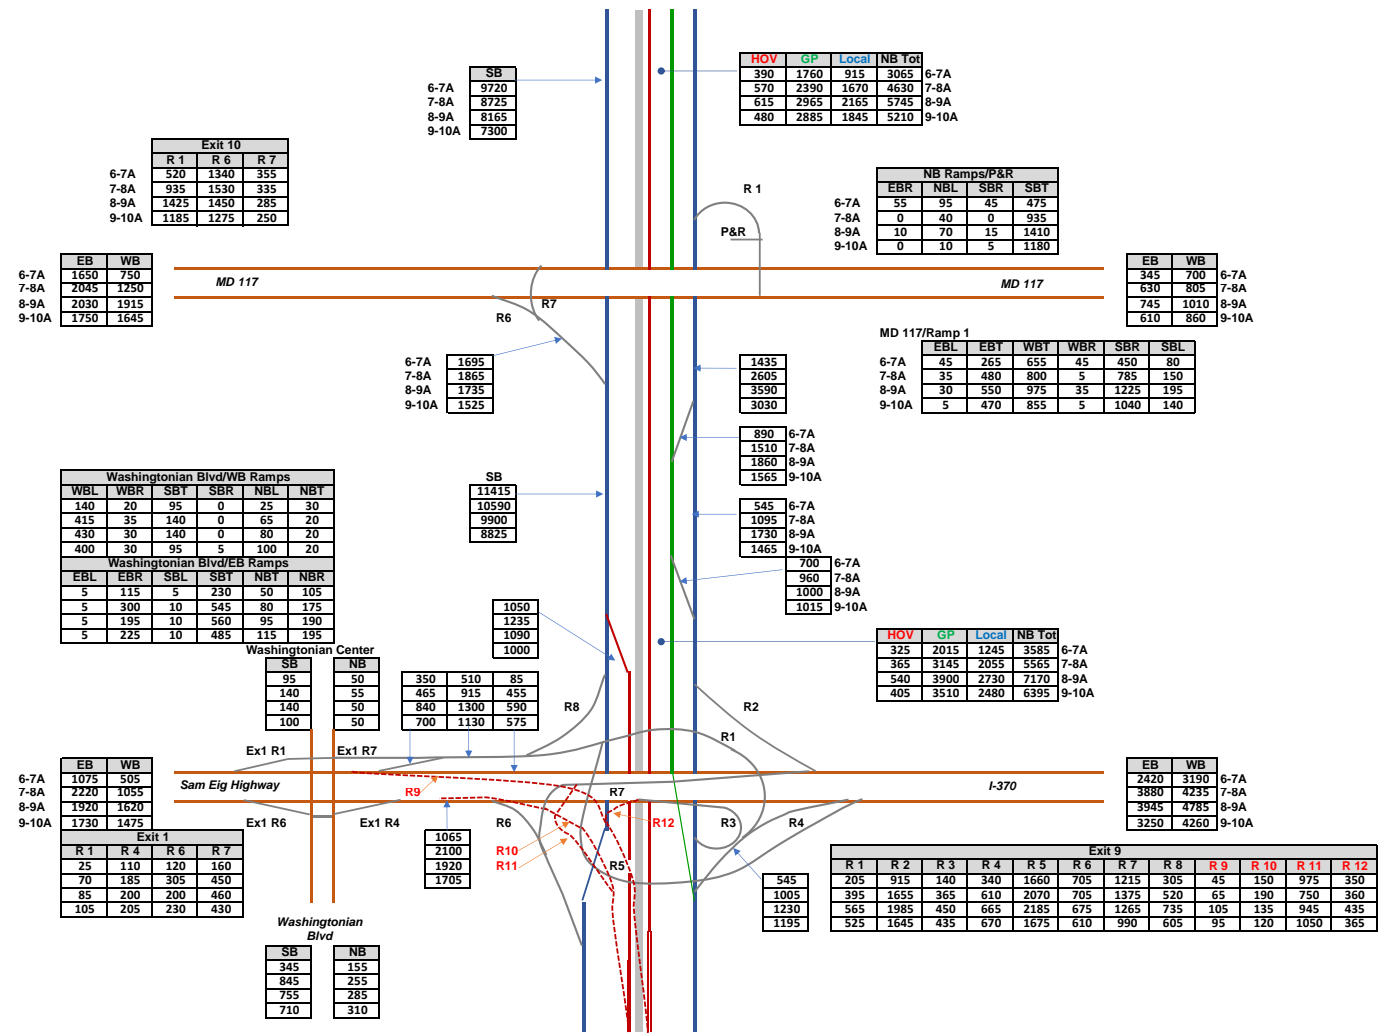 HOV GP Local NB Tot
390 1760 915 3065 6-7A
570 2390 1670 4630 7-8A
615 2965 2165 5745 8-9A
480 2885 1845 5210 9-10A
SB
6-7A 9720
7-8A 8725
8-9A 8165
9-10A 7300
Exit 10
R 1 R 6 R 7
6-7A 520 1340 355
7-8A 935 1530 335
8-9A 1425 1450 285
9-10A 1185 1275 250
NB Ramps/P&R
EBR NBL SBR SBT
6-7A 55 95 45 475
7-8A 0 40 0 935
8-9A 10 70 15 1410
9-10A 0 10 5 1180
R 1
P&R
EB WB
6-7A 1650 750
7-8A 2045 1250
8-9A 2030 1915
9-10A 1750 1645
MD 117
MD 117
EB WB
345 700 6-7A
630 805 7-8A
745 1010 8-9A
610 860 9-10A
R7
R6
MD 117/Ramp 1
EBL EBT WBT WBR SBR SBL
6-7A 45 265 655 45 450 80
7-8A 35 480 800 5 785 150
8-9A 30 550 975 35 1225 195
9-10A 5 470 855 5 1040 140
6-7A 1695
7-8A 1865
8-9A 1735
9-10A 1525
1435
2605
3590
3030
890 6-7A
1510 7-8A
1860 8-9A
1565 9-10A
Washingtonian Blvd/WB Ramps
WBL WBR SBT SBR NBL NBT
140 20 95 0 25 30
415 35 140 0 65 20
430 30 140 0 80 20
400 30 95 5 100 20
Washingtonian Blvd/EB Ramps
EBL EBR SBL SBT NBT NBR
5 115 5 230 50 105
5 300 10 545 80 175
5 195 10 560 95 190
5 225 10 485 115 195
SB
11415
10590
9900
8825
545 6-7A
1095 7-8A
1730 8-9A
1465 9-10A
700 6-7A
960 7-8A
1000 8-9A
1015 9-10A
1050
1235
1090
1000
HOV GP Local NB Tot
325 2015 1245 3585 6-7A
365 3145 2055 5565 7-8A
540 3900 2730 7170 8-9A
405 3510 2480 6395 9-10A
Washingtonian Center
SB NB
95 50
140 55
140 50
100 50
350 510 85
465 915 455
840 1300 590
700 1130 575
R8
R2
R1
Ex1 R1
Ex1 R7
EB WB
6-7A 1075 505
7-8A 2220 1055
8-9A 1920 1620
9-10A 1730 1475
Sam Eig Highway
R9
R7
I-370
EB WB
2420 3190 6-7A
3880 4235 7-8A
3945 4785 8-9A
3250 4260 9-10A
Ex1 R6
Ex1 R4
R6
R12
R3
R4
R10
R11
R5
Exit 1
R 1 R 4 R 6 R 7
25 110 120 160
70 185 305 450
85 200 200 460
105 205 230 430
1065
2100
1920
1705
545
1005
1230
1195
Exit 9
R 1 R 2 R 3 R 4 R 5 R 6 R 7 R 8 R 9 R 10 R 11 R 12
205 915 140 340 1660 705 1215 305 45 150 975 350
395 1655 365 610 2070 705 1375 520 65 190 750 360
565 1985 450 665 2185 675 1265 735 105 135 945 435
525 1645 435 670 1675 610 990 605 95 120 1050 365
Washingtonian
Blvd
SB NB
345 155
845 255
755 285
710 310